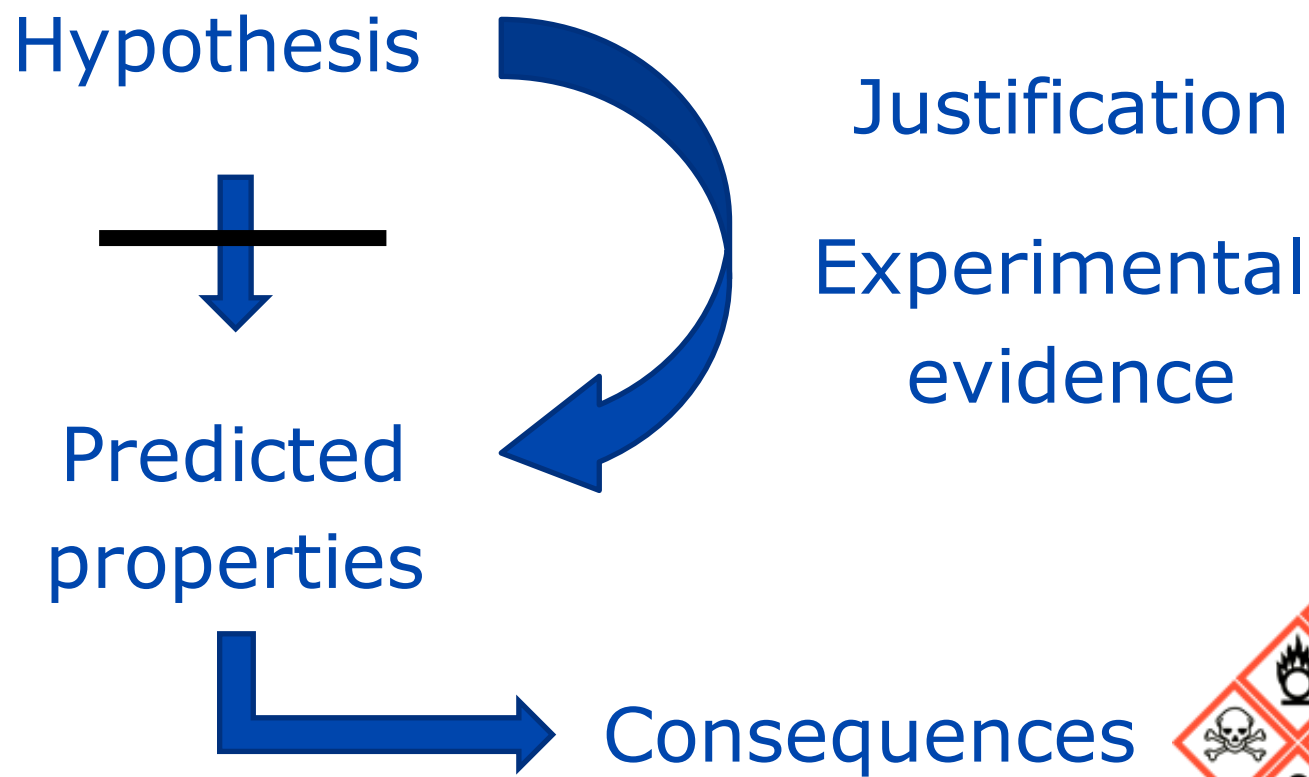 Hypothesis
Justification
Experimental
evidence
Predicted
properties
Consequences